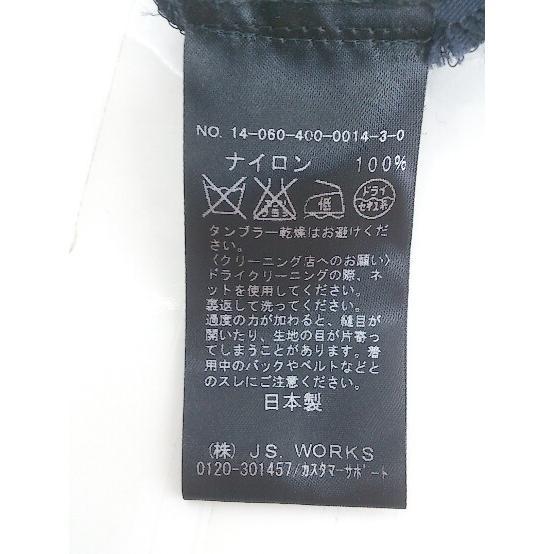 NO. 14-060-400-0014-3-0
ナイロン 100%
低 ドライ セキユ系
タンブラー乾燥はお避けくだ
さい。
〈クリーニング店へのお願い〉
ドライクリーニングの際、ネ
ットを使用してください。
裏返して洗ってください。
過度の力が加わると、縫目が
開いたり、生地の目が片寄っ
てしまうことがあります。着
用中のバックやベルトなどと
のスレにご注意ください。
日本製
(株) JS. WORKS
0120-301457/カスタマーサポート